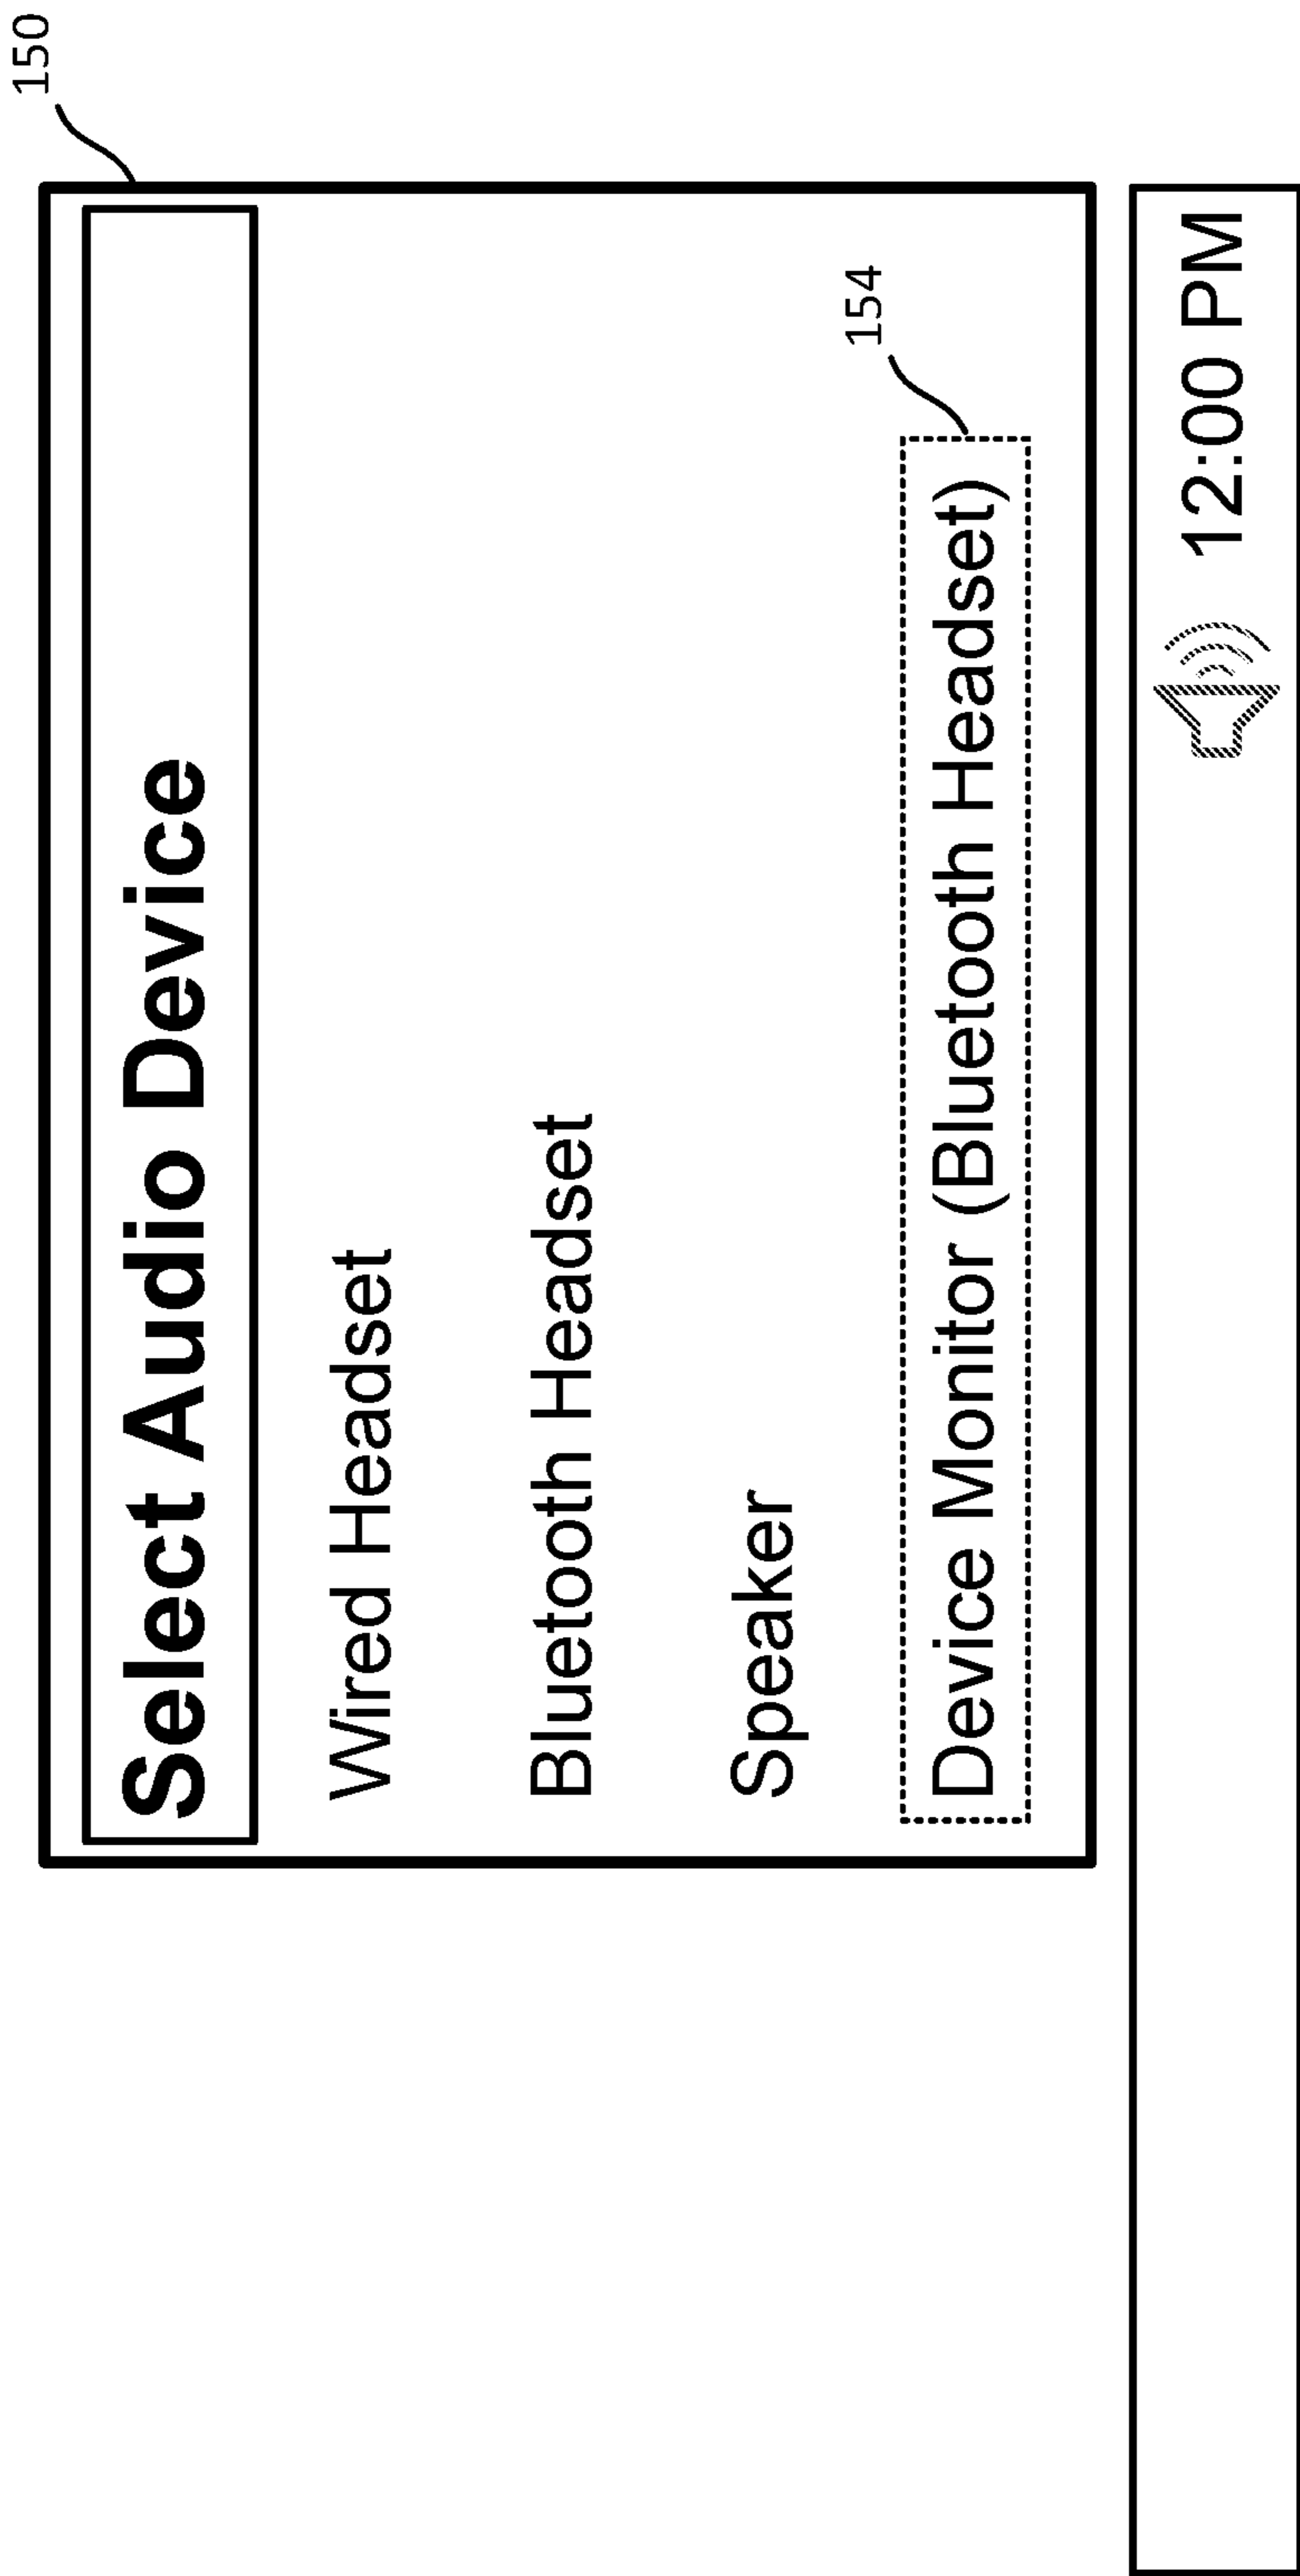 150
Select Audio Device
Wired Headset
Bluetooth Headset
Speaker
154
Device Monitor (Bluetooth Headset)
12:00 PM